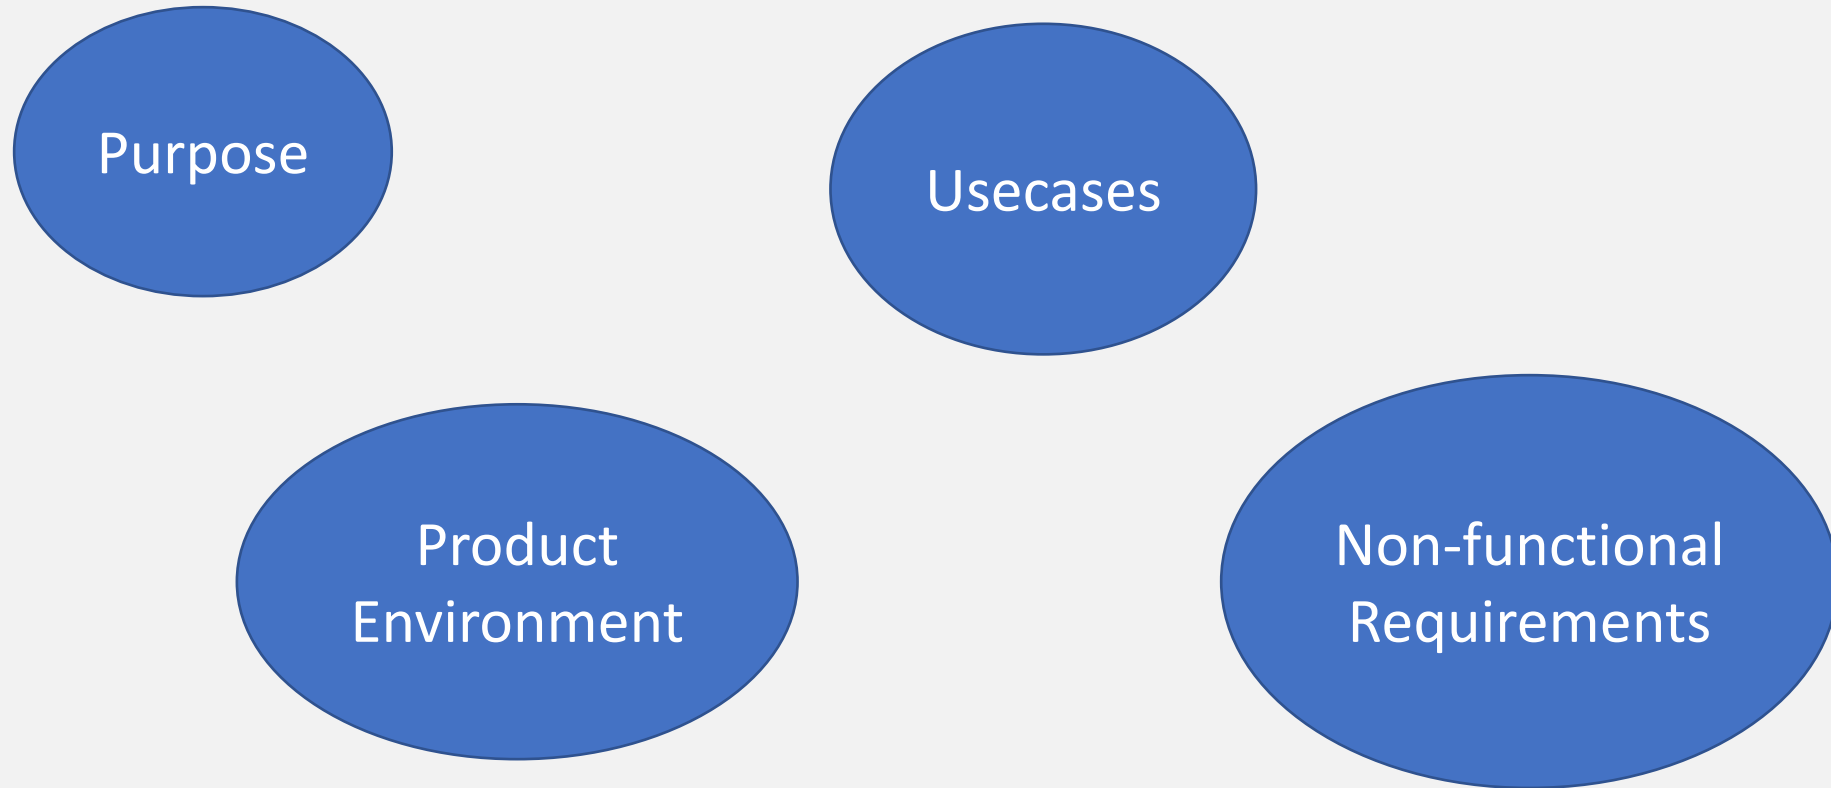 Purpose
Usecases
Product
Environment
Non-functional
Requirements